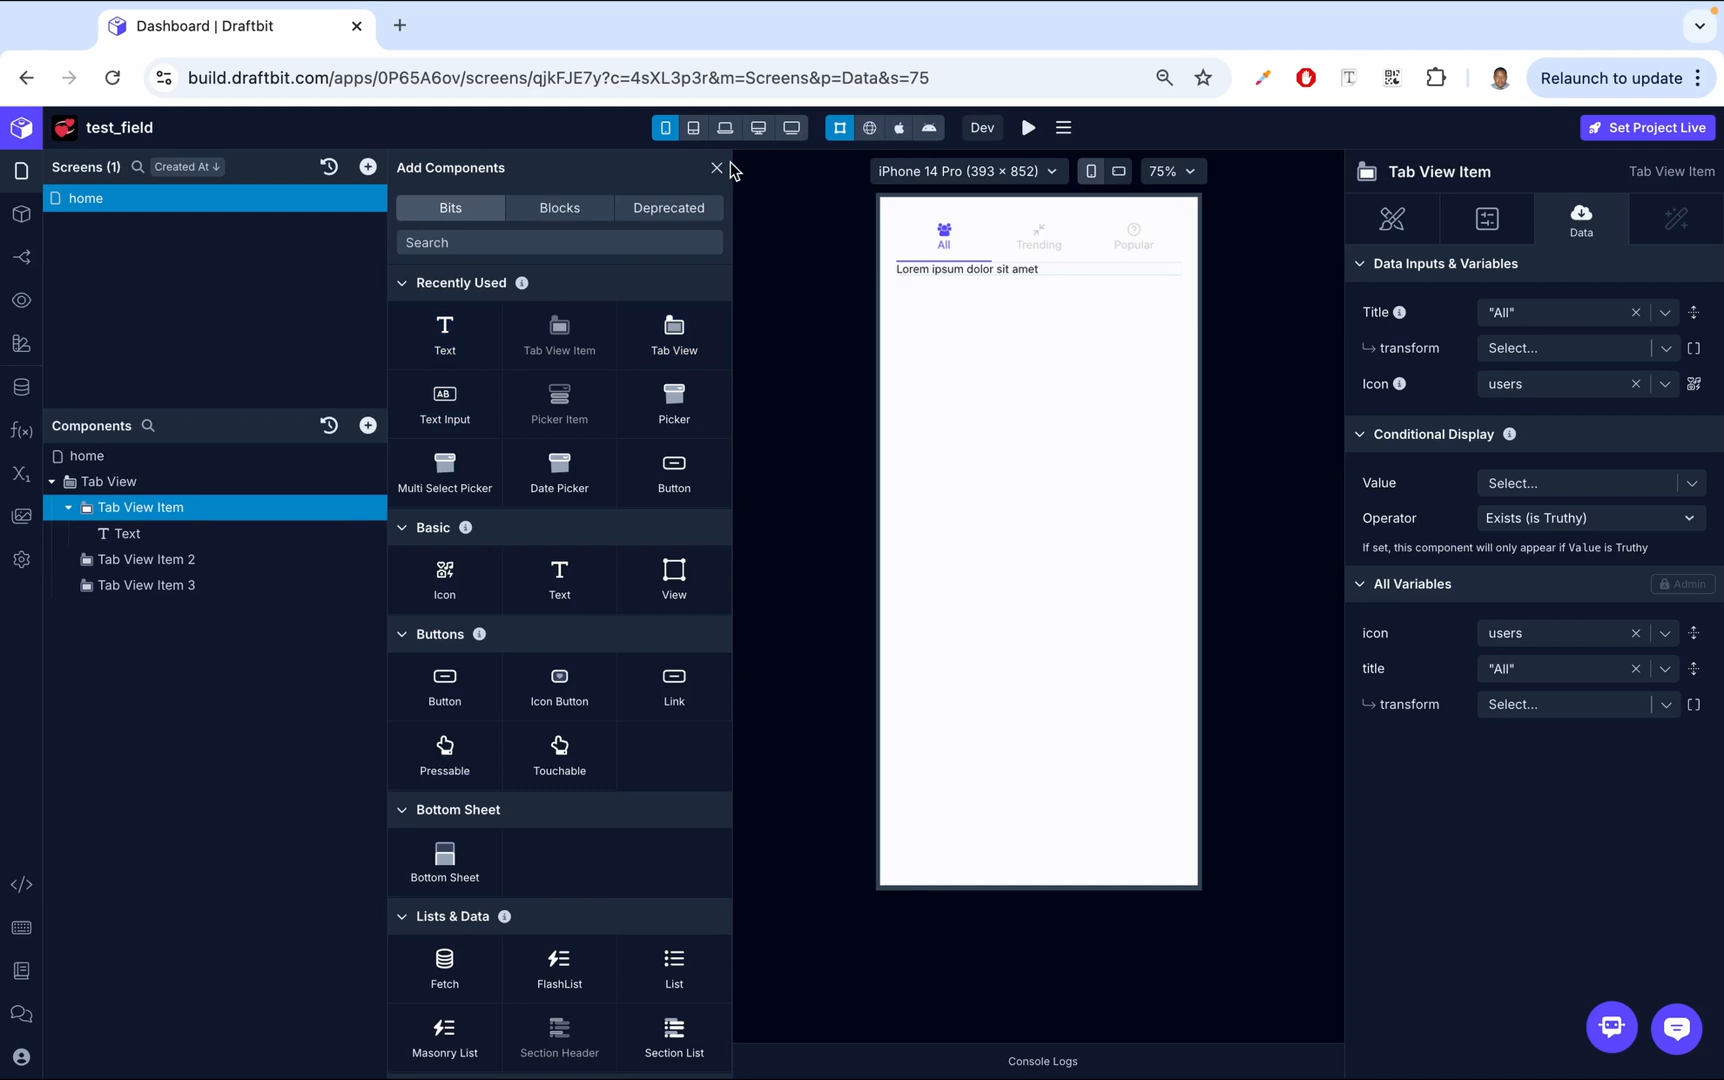 Dashboard | Draftbit
build.draftbit.com/apps/0P65A6ov/screens/qjkFJE7y?c=4sXL3p3r&m=Screens&p=Data&s=75
Relaunch to update
test_field
Dev
Set Project Live
Screens (1)
Created At ↓
home
Components
home
Tab View
Tab View Item
Text
Tab View Item 2
Tab View Item 3
Add Components
Bits
Blocks
Deprecated
Search
Recently Used
Text
Tab View Item
Tab View
Text Input
Picker Item
Picker
Multi Select Picker
Date Picker
Button
Basic
Icon
Text
View
Buttons
Button
Icon Button
Link
Pressable
Touchable
Bottom Sheet
Bottom Sheet
Lists & Data
Fetch
FlashList
List
Masonry List
Section Header
Section List
iPhone 14 Pro (393 × 852)
75%
All
Trending
Popular
Lorem ipsum dolor sit amet
Console Logs
Tab View Item
Tab View Item
Data
Data Inputs & Variables
Title
"All"
transform
Select...
Icon
users
Conditional Display
Value
Select...
Operator
Exists (is Truthy)
If set, this component will only appear if Value is Truthy
All Variables
Admin
icon
users
title
"All"
transform
Select...